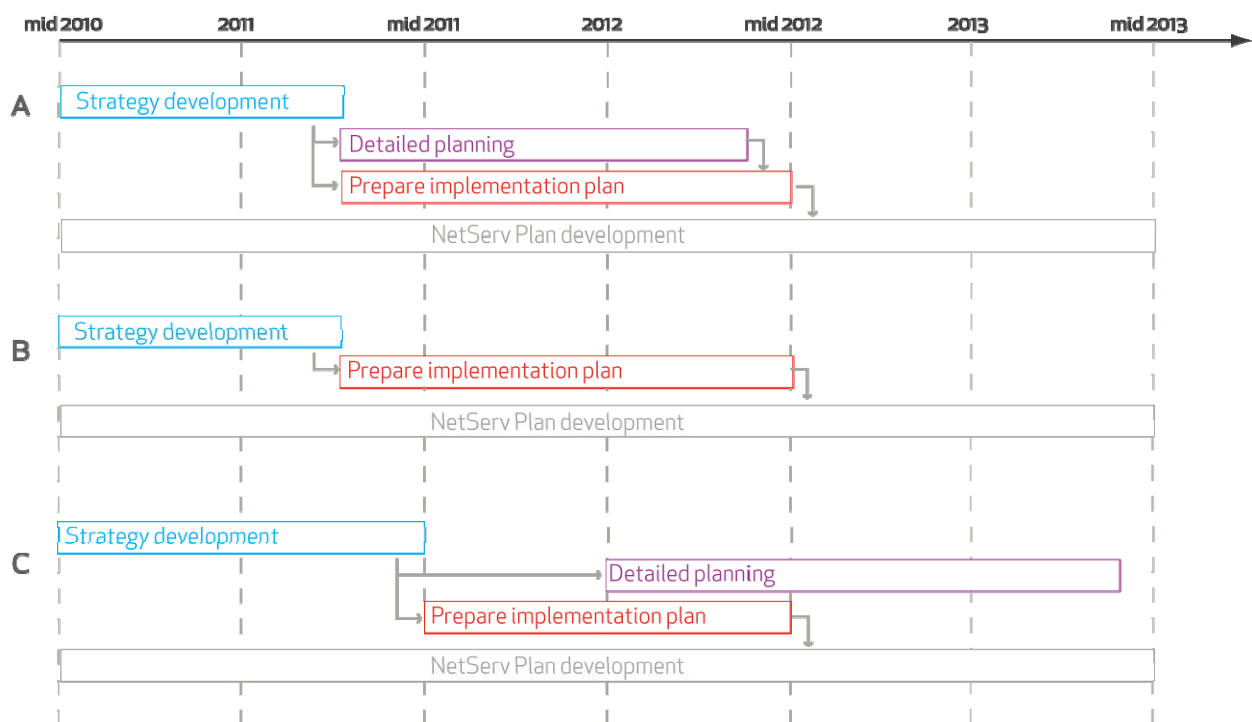 mid 2010 2011 mid 2011 2012 mid 2012 2013 mid 2013
A
Strategy development
Detailed planning
Prepare implementation plan
NetServ Plan development
B
Strategy development
Prepare implementation plan
NetServ Plan development
C
Strategy development
Detailed planning
Prepare implementation plan
NetServ Plan development